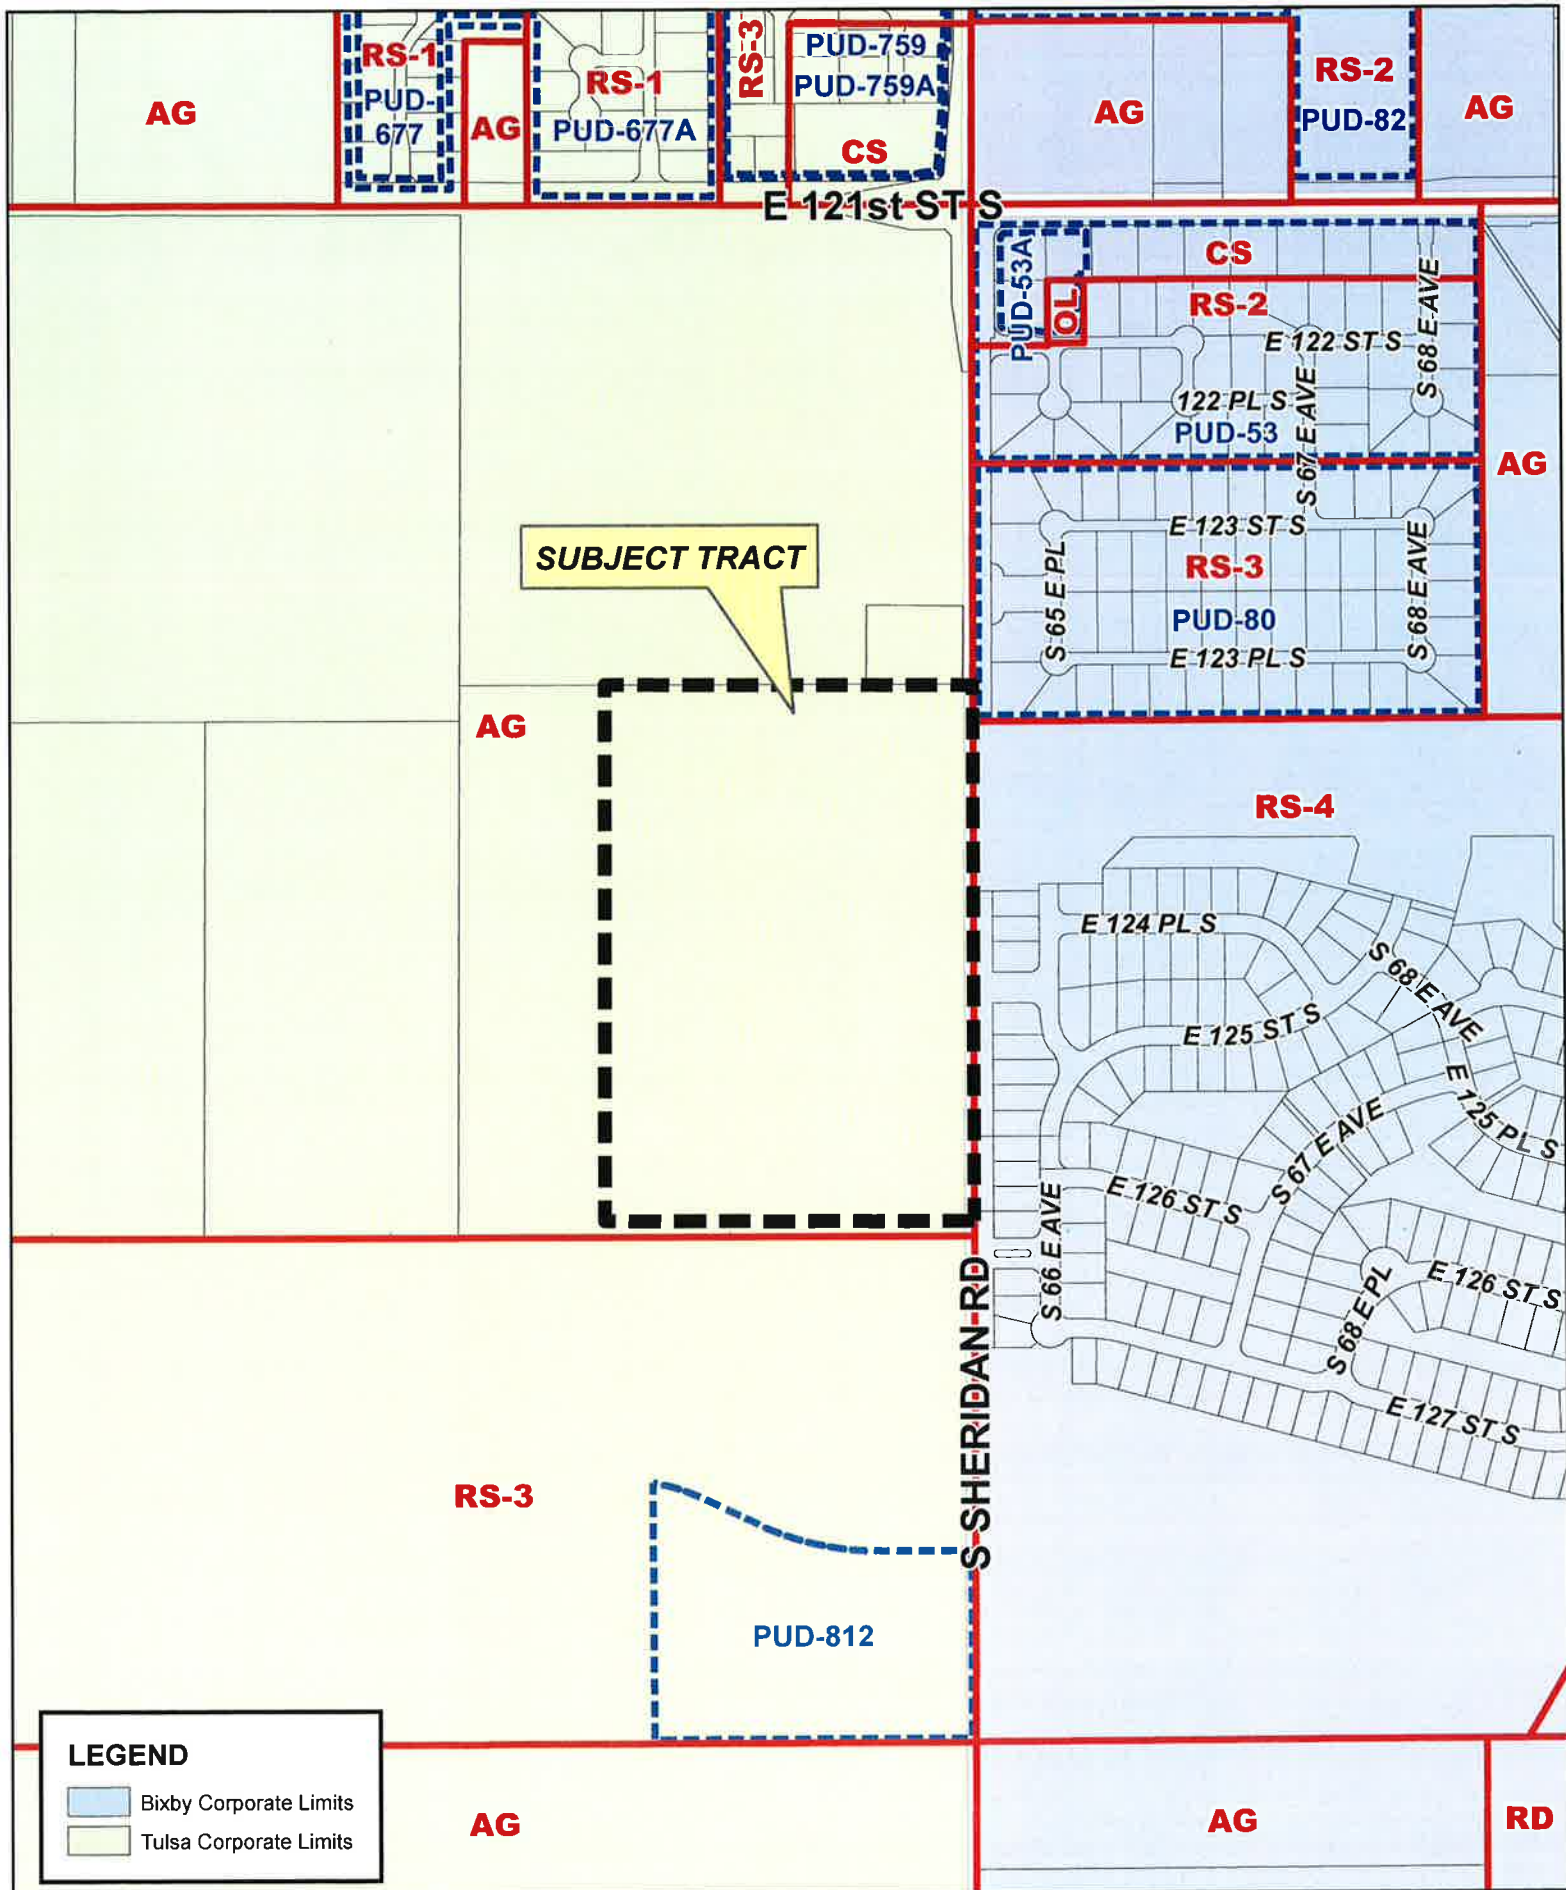 AG
RS-1
PUD-
677
AG
RS-1
PUD-677A
RS-3
PUD-759
PUD-759A
CS
AG
RS-2
PUD-82
AG
E 121st ST S
PUD-53A
OL
CS
RS-2
E 122 ST S
S 68 E AVE
122 PL S
S 67 E AVE
PUD-53
AG
E 123 ST S
S 65 E PL
RS-3
PUD-80
S 68 E AVE
E 123 PL S
SUBJECT TRACT
AG
RS-4
E 124 PL S
S 68 E AVE
E 125 ST S
E 125 PL S
S 67 E AVE
E 126 ST S
S 66 E AVE
E 126 ST S
S 68 E PL
E 127 ST S
S SHERIDAN RD
RS-3
PUD-812
LEGEND
Bixby Corporate Limits
Tulsa Corporate Limits
AG
AG
RD